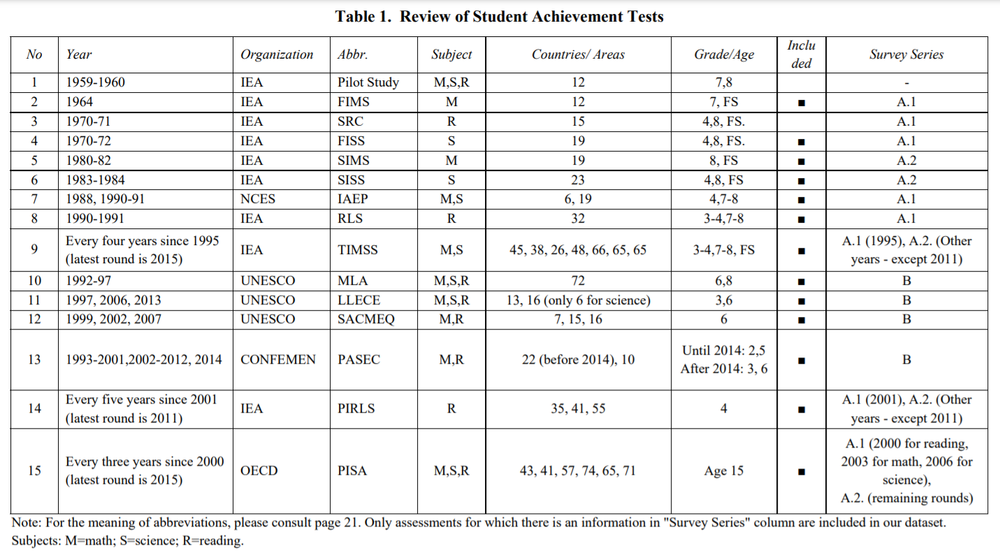 Table 1. Review of Student Achievement Tests
No Year Organization Abbr. Subject Countries/ Areas Grade/Age Inclu ded Survey Series
1 1959-1960 IEA Pilot Study M,S,R 12 7,8 -
2 1964 IEA FIMS M 12 7, FS ■ A.1
3 1970-71 IEA SRC R 15 4,8, FS. A.1
4 1970-72 IEA FISS S 19 4,8, FS. ■ A.1
5 1980-82 IEA SIMS M 19 8, FS ■ A.2
6 1983-1984 IEA SISS S 23 4,8, FS ■ A.2
7 1988, 1990-91 NCES IAEP M,S 6, 19 4,7-8 ■ A.1
8 1990-1991 IEA RLS R 32 3-4,7-8 ■ A.1
9 Every four years since 1995 (latest round is 2015) IEA TIMSS M,S 45, 38, 26, 48, 66, 65, 65 3-4,7-8, FS ■ A.1 (1995), A.2. (Other years - except 2011)
10 1992-97 UNESCO MLA M,S,R 72 6,8 ■ B
11 1997, 2006, 2013 UNESCO LLECE M,S,R 13, 16 (only 6 for science) 3,6 ■ B
12 1999, 2002, 2007 UNESCO SACMEQ M,R 7, 15, 16 6 ■ B
13 1993-2001,2002-2012, 2014 CONFEMEN PASEC M,R 22 (before 2014), 10 Until 2014: 2,5 After 2014: 3, 6 ■ B
14 Every five years since 2001 (latest round is 2011) IEA PIRLS R 35, 41, 55 4 ■ A.1 (2001), A.2. (Other years - except 2011)
15 Every three years since 2000 (latest round is 2015) OECD PISA M,S,R 43, 41, 57, 74, 65, 71 Age 15 ■ A.1 (2000 for reading, 2003 for math, 2006 for science), A.2. (remaining rounds)
Note: For the meaning of abbreviations, please consult page 21. Only assessments for which there is an information in "Survey Series" column are included in our dataset.
Subjects: M=math; S=science; R=reading.